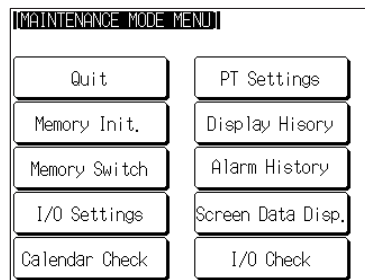 [MAINTENANCE MODE MENU]
Quit
PT Settings
Memory Init.
Display Hisory
Memory Switch
Alarm History
I/O Settings
Screen Data Disp.
Calendar Check
I/O Check